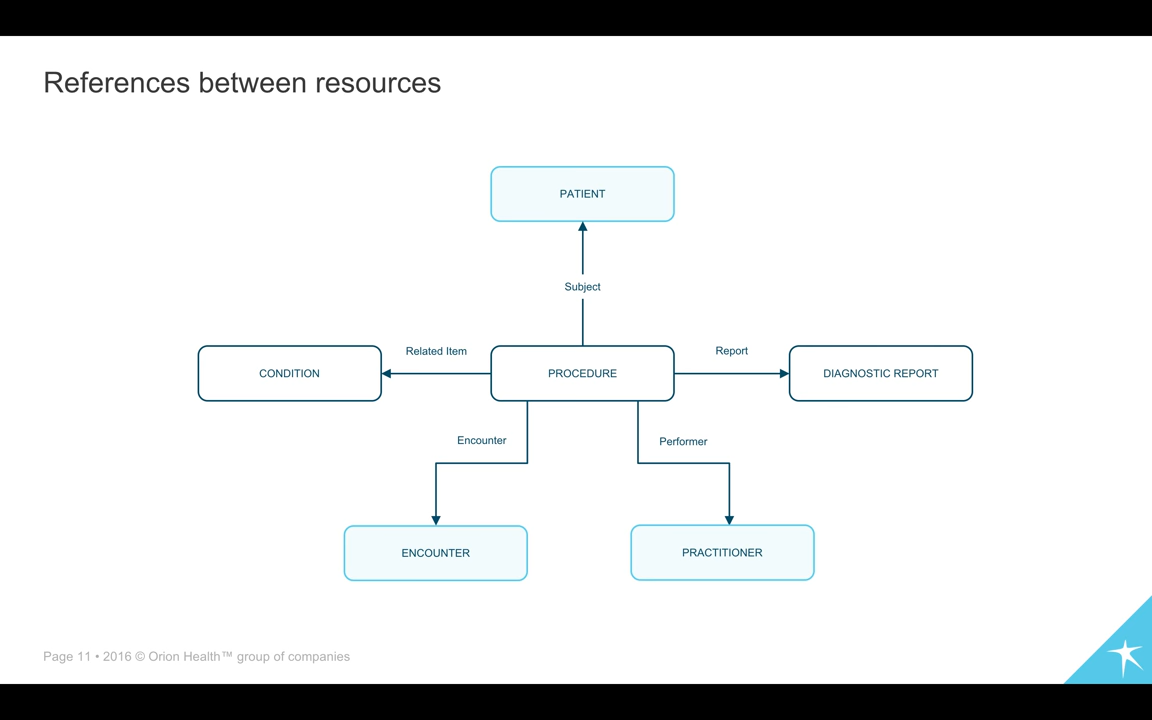 References between resources
PATIENT
Subject
Related Item
Report
CONDITION
PROCEDURE
DIAGNOSTIC REPORT
Encounter
Performer
ENCOUNTER
PRACTITIONER
Page 11 • 2016 © Orion Health™ group of companies